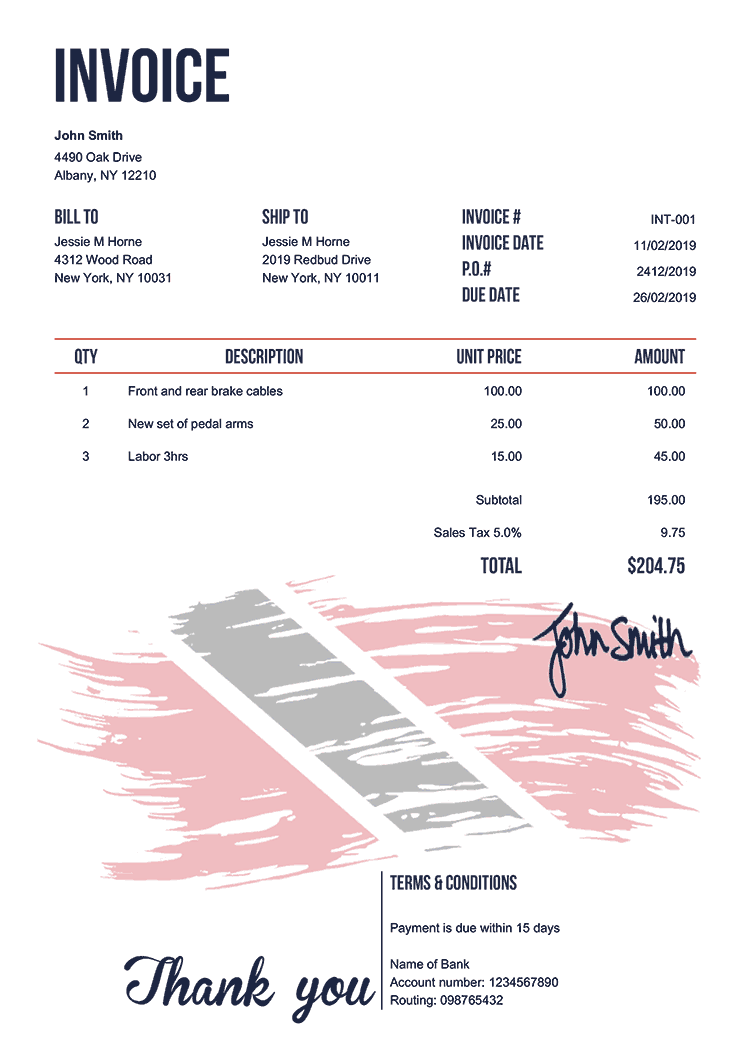 INVOICE
John Smith
4490 Oak Drive
Albany, NY 12210
BILL TO
Jessie M Horne
4312 Wood Road
New York, NY 10031
SHIP TO
Jessie M Horne
2019 Redbud Drive
New York, NY 10011
INVOICE # INT-001
INVOICE DATE 11/02/2019
P.O.# 2412/2019
DUE DATE 26/02/2019
QTY DESCRIPTION UNIT PRICE AMOUNT
1 Front and rear brake cables 100.00 100.00
2 New set of pedal arms 25.00 50.00
3 Labor 3hrs 15.00 45.00
Subtotal 195.00
Sales Tax 5.0% 9.75
TOTAL $204.75
John Smith
Thank you
TERMS & CONDITIONS
Payment is due within 15 days
Name of Bank
Account number: 1234567890
Routing: 098765432